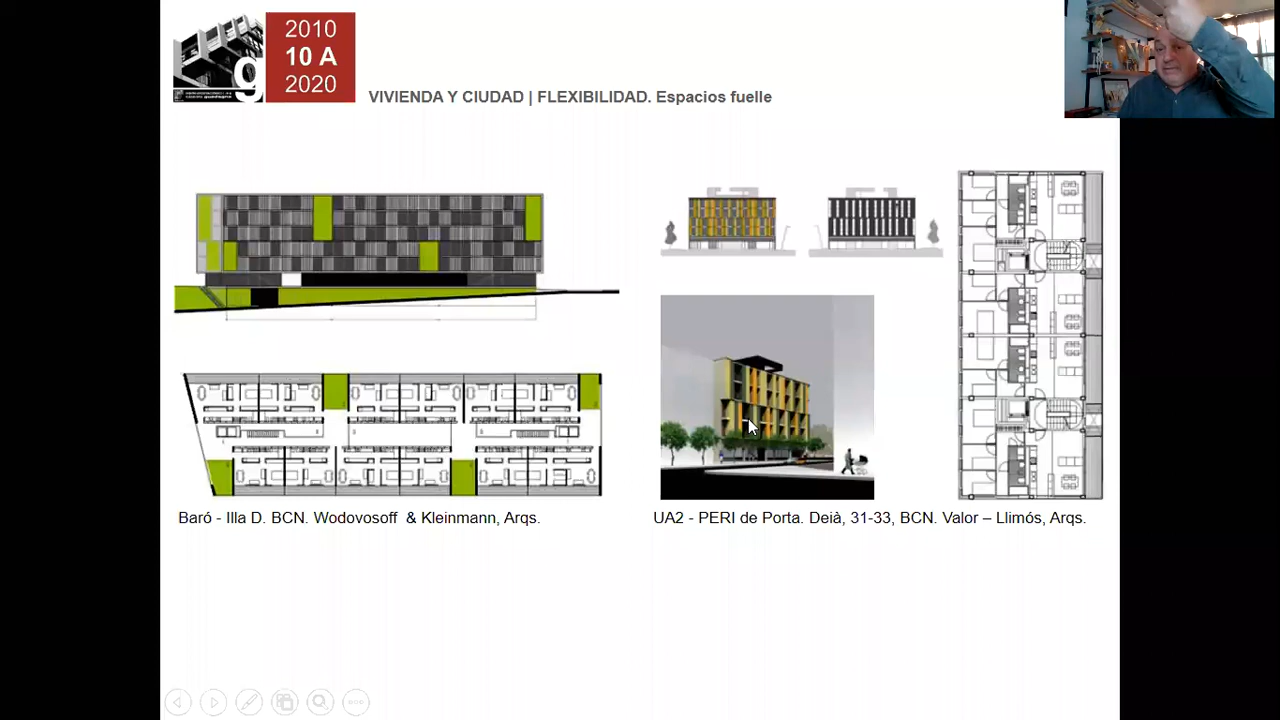 2010
10 A
2020
g
VIVIENDA Y CIUDAD | FLEXIBILIDAD. Espacios fuelle
Baró - Illa D. BCN. Wodovosoff & Kleinmann, Arqs.
UA2 - PERI de Porta. Deià, 31-33, BCN. Valor – Llimós, Arqs.